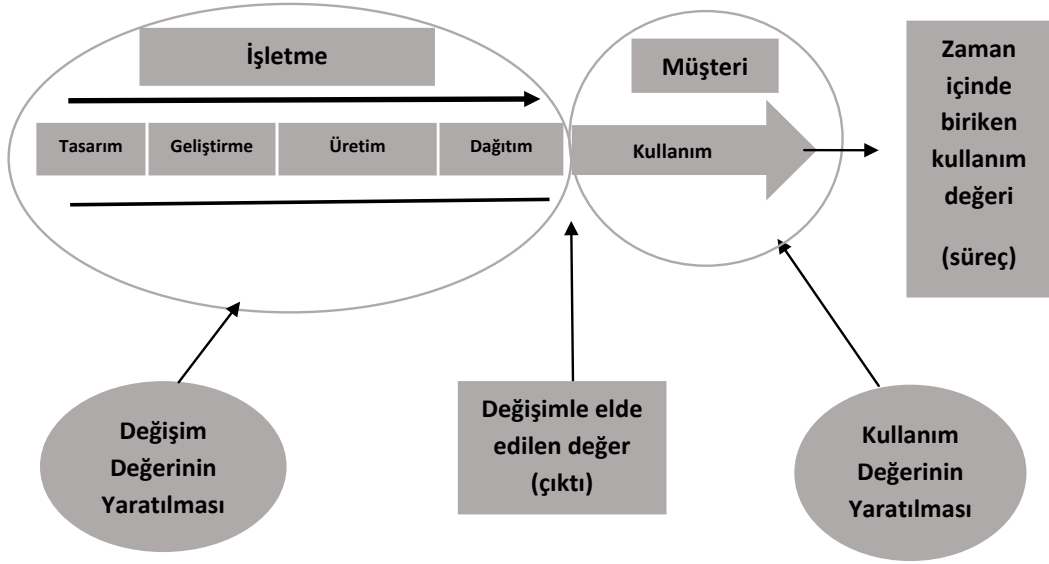 İşletme
Müşteri
Tasarım
Geliştirme
Üretim
Dağıtım
Kullanım
Zaman
içinde
biriken
kullanım
değeri
(süreç)
Değişim
Değerinin
Yaratılması
Değişimle elde
edilen değer
(çıktı)
Kullanım
Değerinin
Yaratılması